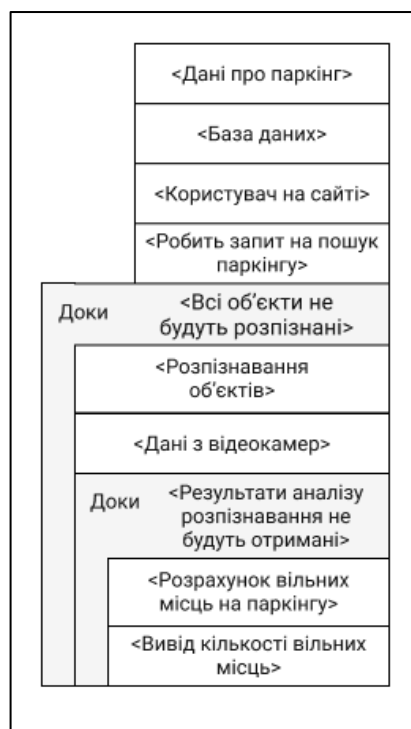 <Дані про паркінг>
<База даних>
<Користувач на сайті>
<Робить запит на пошук
паркінгу>
Доки
<Всі об’єкти не
будуть розпізнані>
<Розпізнавання
об’єктів>
<Дані з відеокамер>
Доки
<Результати аналізу
розпізнавання не
будуть отримані>
<Розрахунок вільних
місць на паркінгу>
<Вивід кількості вільних
місць>